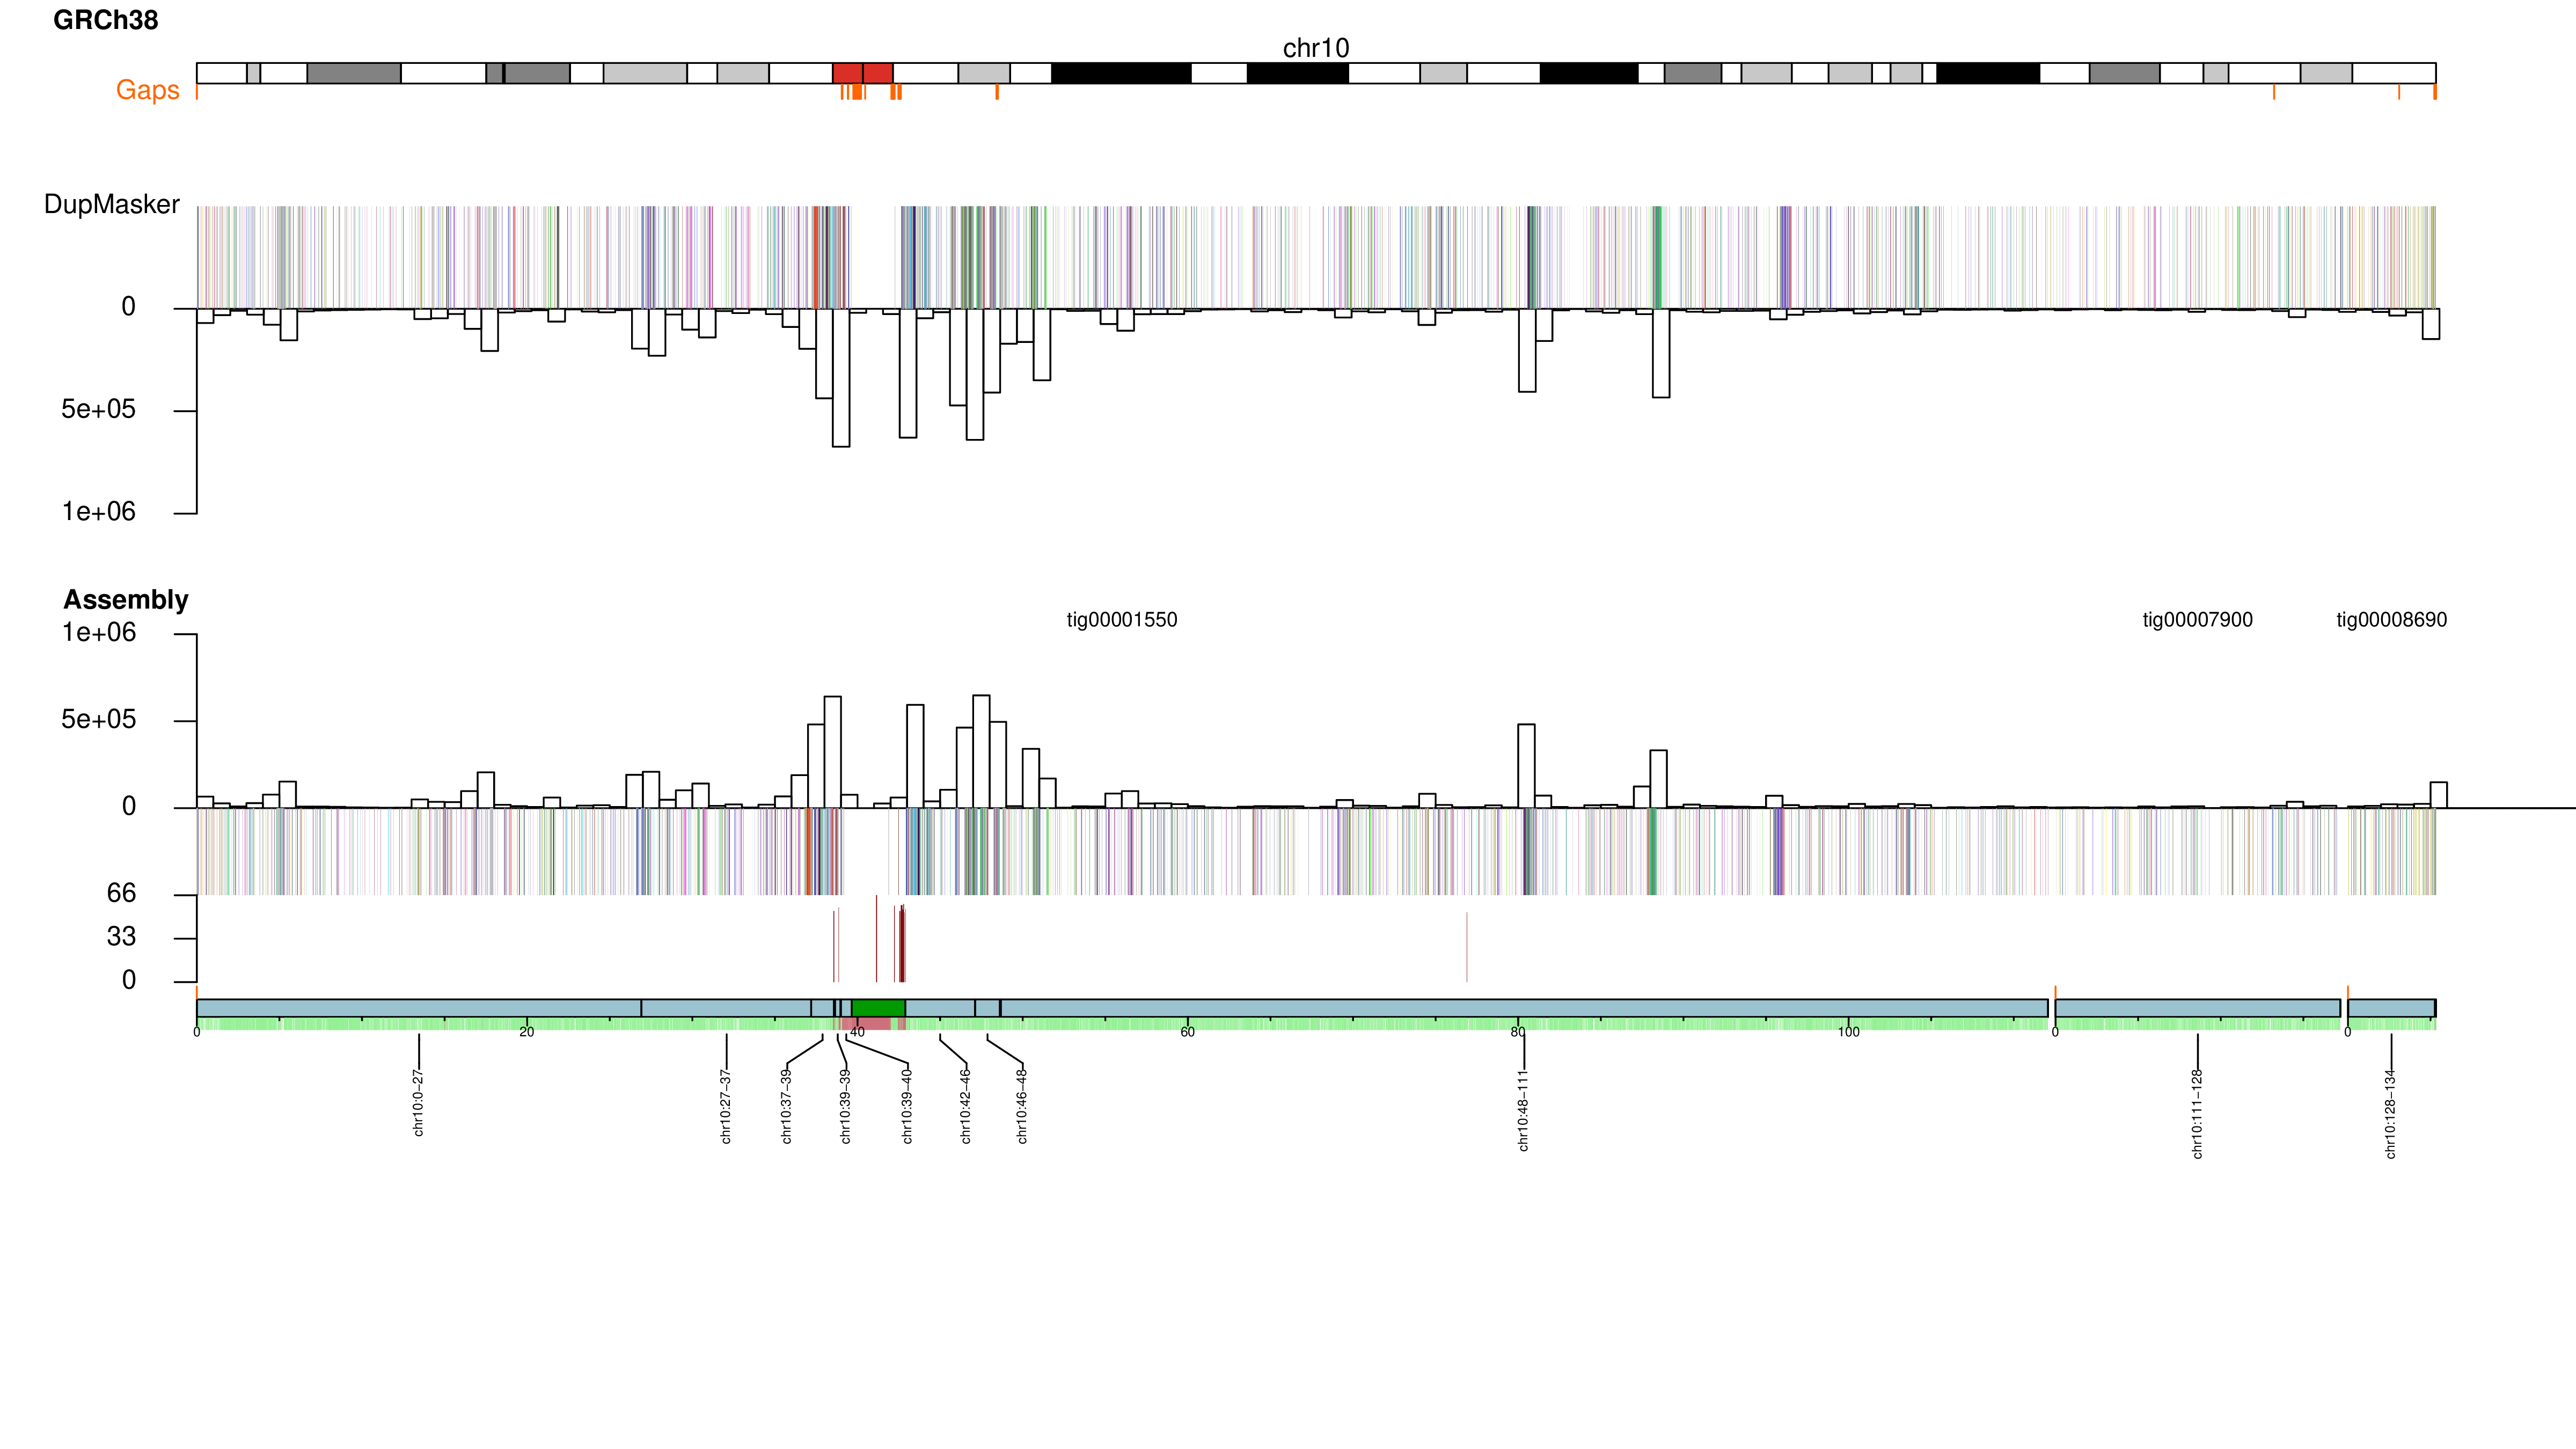 GRCh38
chr10
Gaps
DupMasker
0
5e+05
1e+06
Assembly
tig00001550 tig00007900 tig00008690
1e+06
5e+05
0
66
33
0
0 20 40 60 80 100 0 0
chr10:0−27
chr10:27−37
chr10:37−39
chr10:39−39
chr10:39−40
chr10:42−46
chr10:46−48
chr10:48−111
chr10:111−128
chr10:128−134